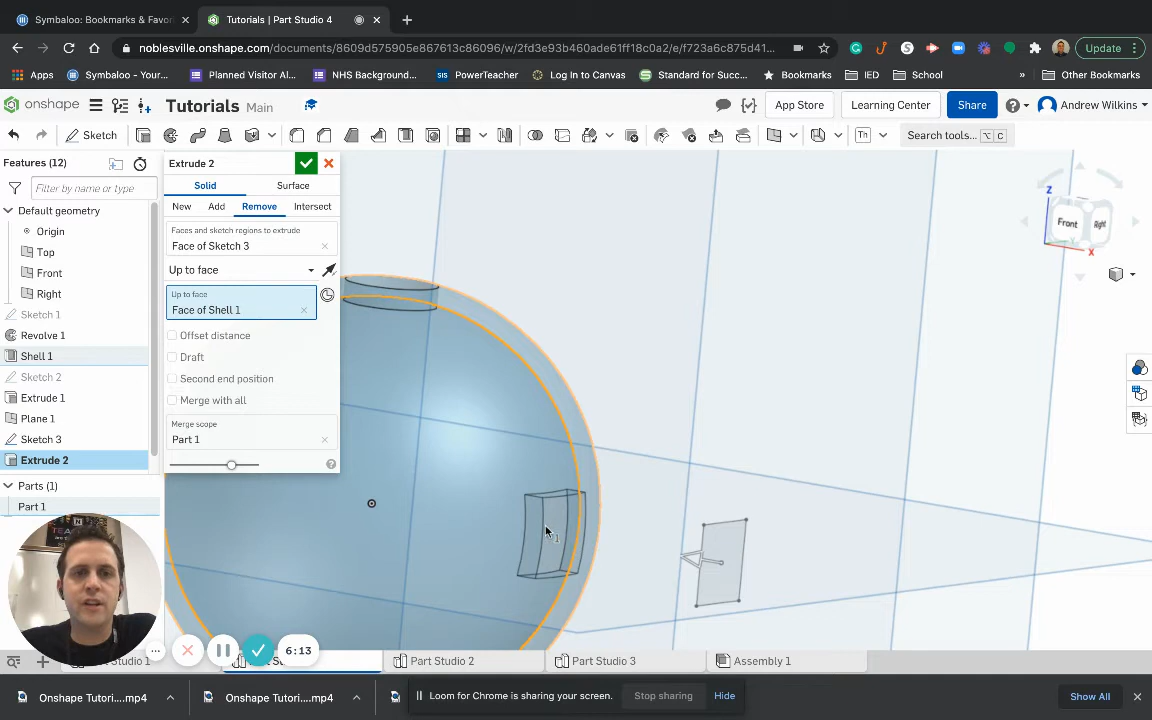 Symbaloo: Bookmarks & Favor
Tutorials | Part Studio 4
noblesville.onshape.com/documents/8609d575905e867613c86096/w/2fd3e93b460ade61ff18c0a2/e/f723a6c875d41...
Update
Apps
Symbaloo - Your...
Planned Visitor Al...
NHS Background...
SIS PowerTeacher
Log In to Canvas
Standard for Succ...
Bookmarks
IED
School
»
Other Bookmarks
onshape
Tutorials Main
App Store
Learning Center
Share
Andrew Wilkins
Sketch
Search tools... ⌥ C
Features (12)
Filter by name or type
Default geometry
Origin
Top
Front
Right
Sketch 1
Revolve 1
Shell 1
Sketch 2
Extrude 1
Plane 1
Sketch 3
Extrude 2
Parts (1)
Part 1
Extrude 2
Solid
Surface
New
Add
Remove
Intersect
Faces and sketch regions to extrude
Face of Sketch 3
Up to face
Up to face
Face of Shell 1
Offset distance
Draft
Second end position
Merge with all
Merge scope
Part 1
Z
Front
Right
X
6:13
Part Studio 2
Part Studio 3
Assembly 1
Onshape Tutori....mp4
Onshape Tutori....mp4
Loom for Chrome is sharing your screen.
Stop sharing
Hide
Show All